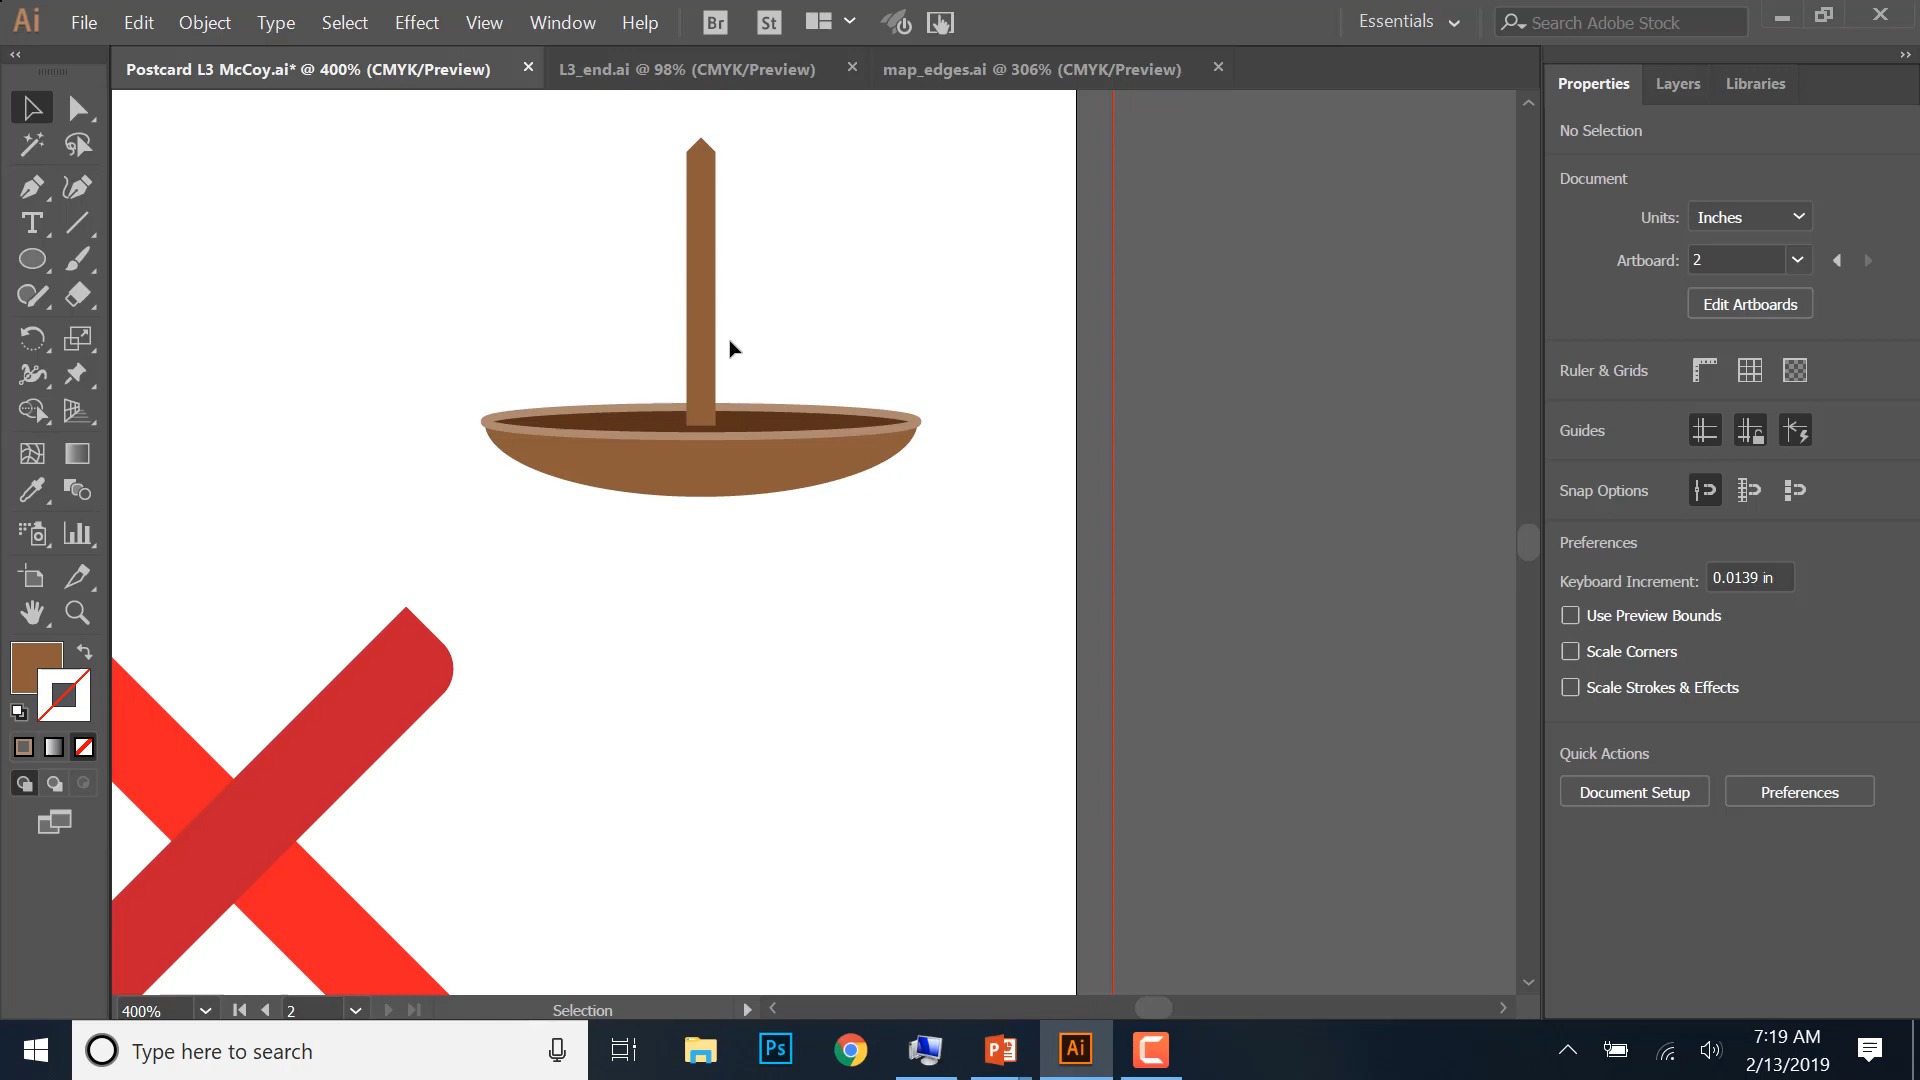 Ai File Edit Object Type Select Effect View Window Help Br St Essentials Search Adobe Stock
Postcard L3 McCoy.ai* @ 400% (CMYK/Preview) L3_end.ai @ 98% (CMYK/Preview) map_edges.ai @ 306% (CMYK/Preview)
Properties Layers Libraries
No Selection
Document
Units: Inches
Artboard: 2
Edit Artboards
Ruler & Grids
Guides
Snap Options
Preferences
Keyboard Increment: 0.0139 in
Use Preview Bounds
Scale Corners
Scale Strokes & Effects
Quick Actions
Document Setup Preferences
400% 2 Selection
Type here to search
Ps
Ai
7:19 AM
2/13/2019